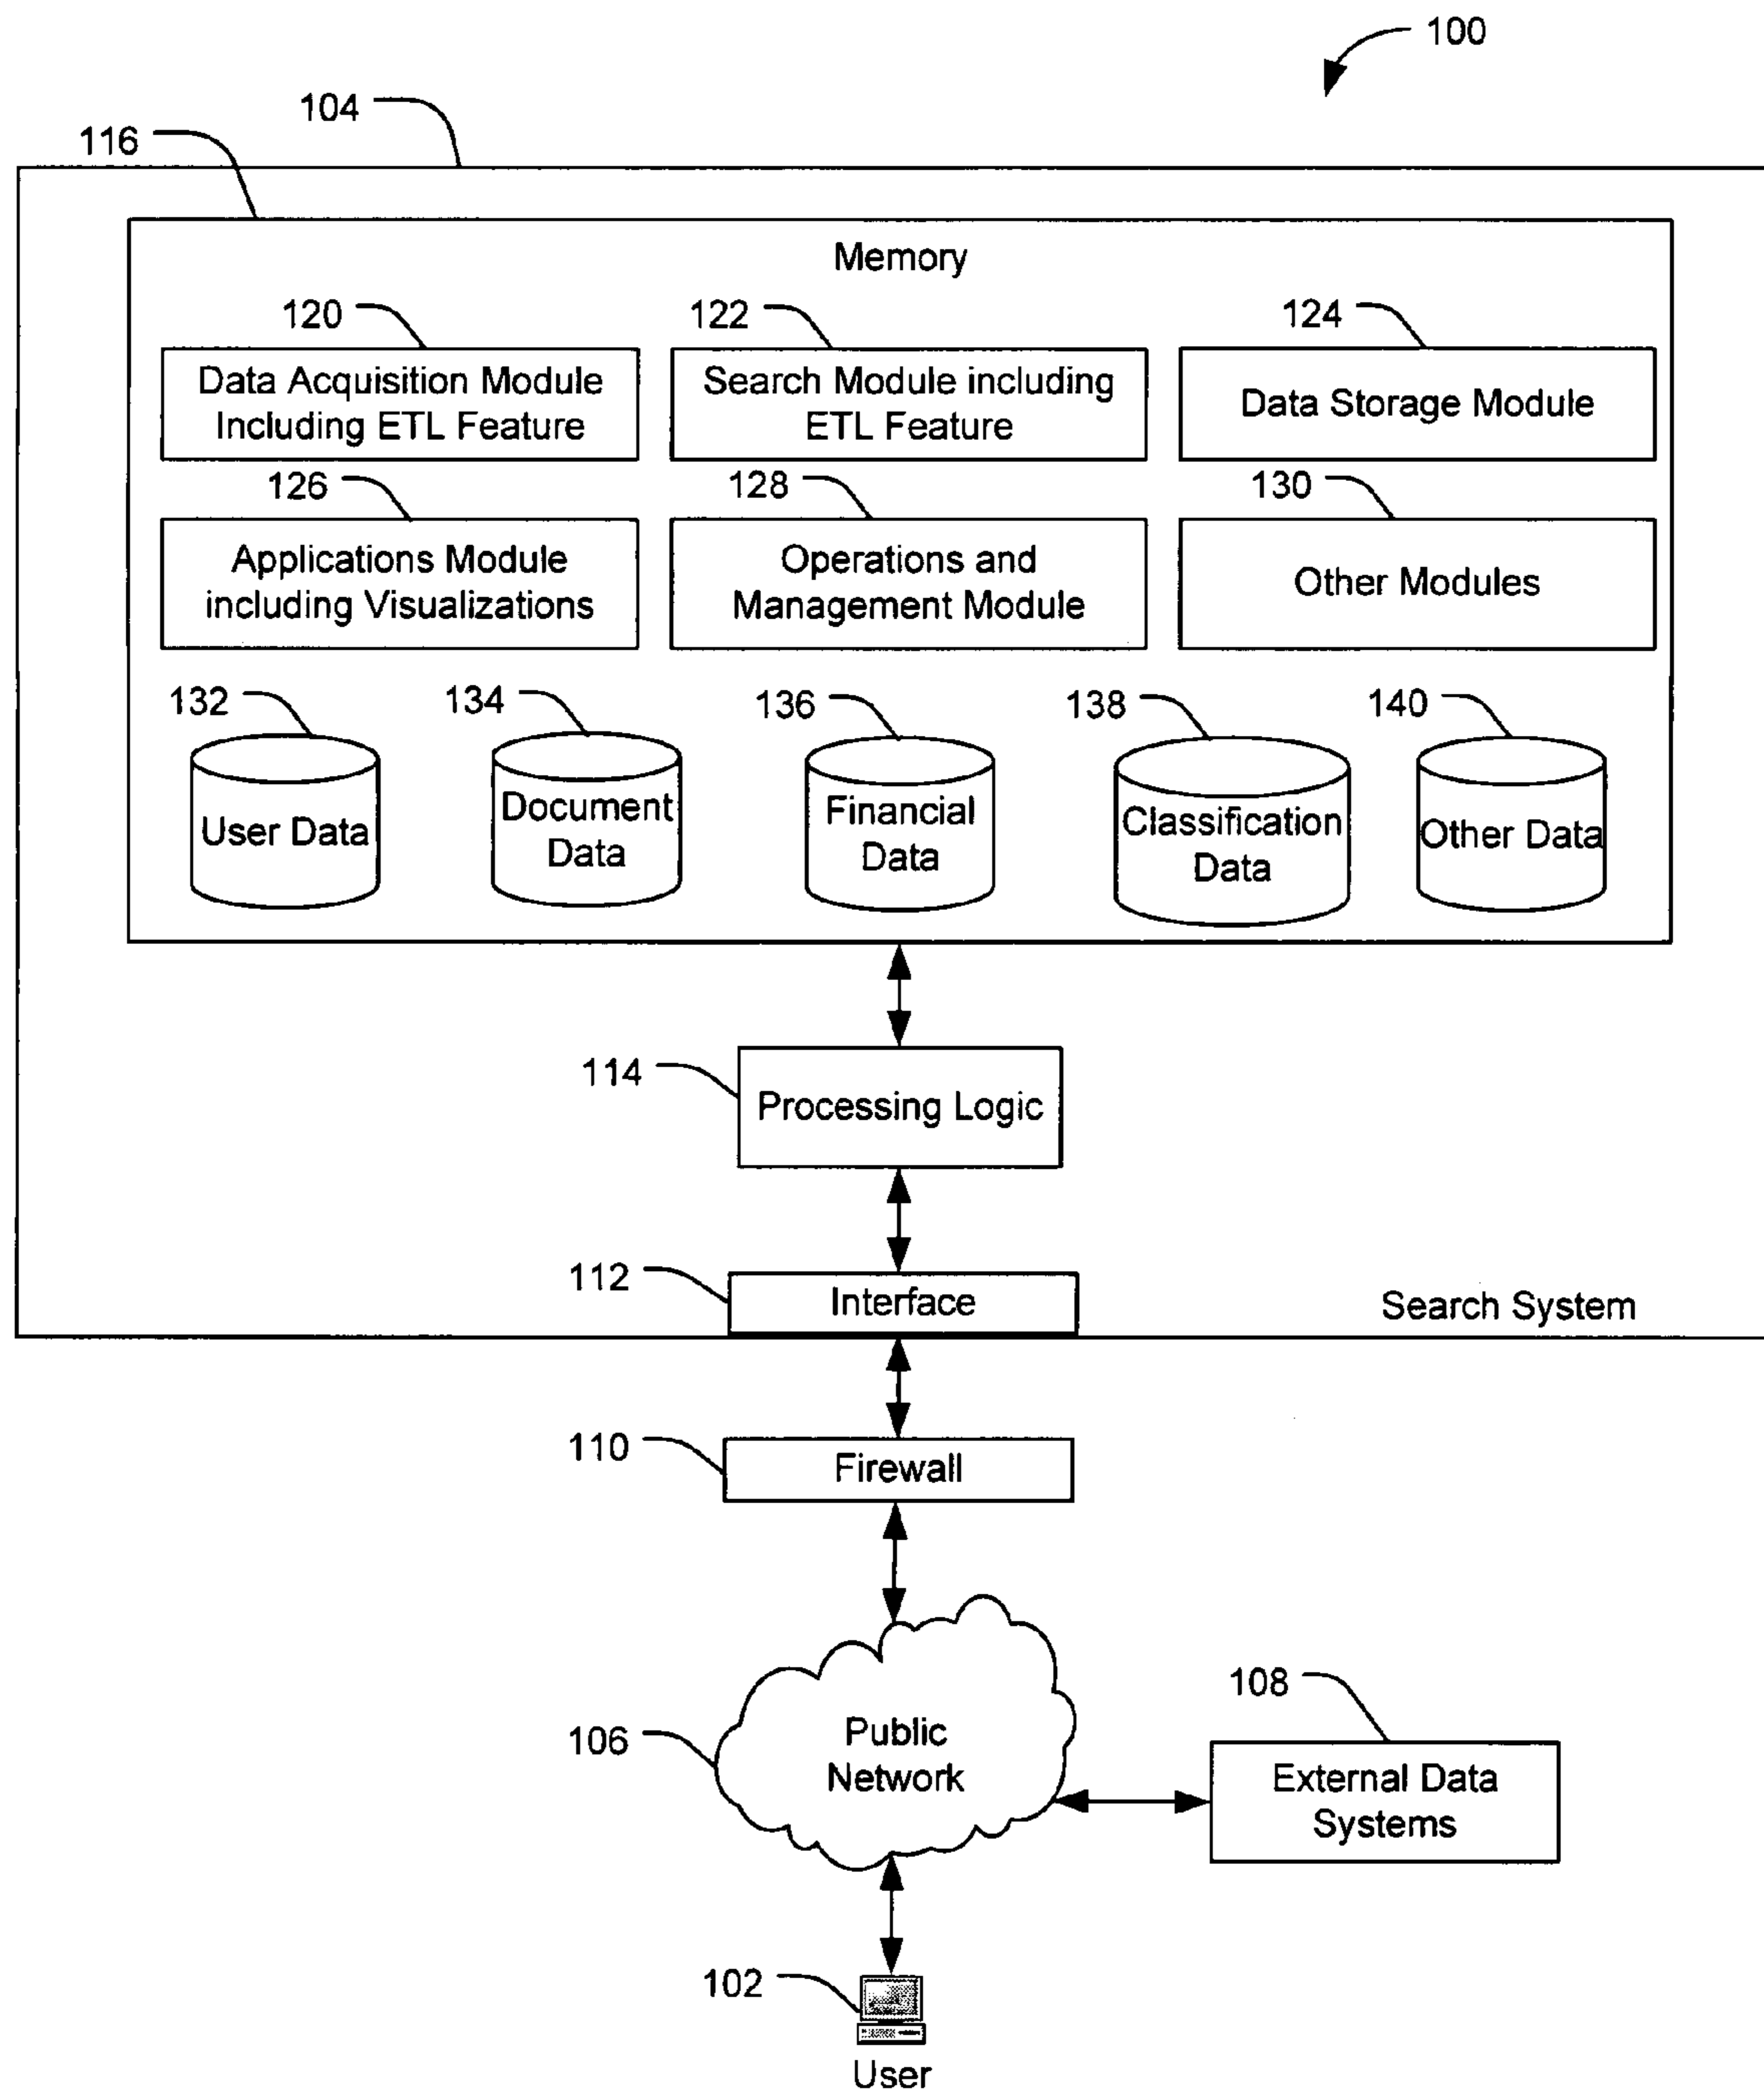 100
104
116
Memory
120
122
124
Data Acquisition Module
Including ETL Feature
Search Module including
ETL Feature
Data Storage Module
126
128
130
Applications Module
including Visualizations
Operations and
Management Module
Other Modules
132
134
136
138
140
User Data
Document
Data
Financial
Data
Classification
Data
Other Data
114
Processing Logic
112
Interface
Search System
110
Firewall
106
Public
Network
108
External Data
Systems
102
User